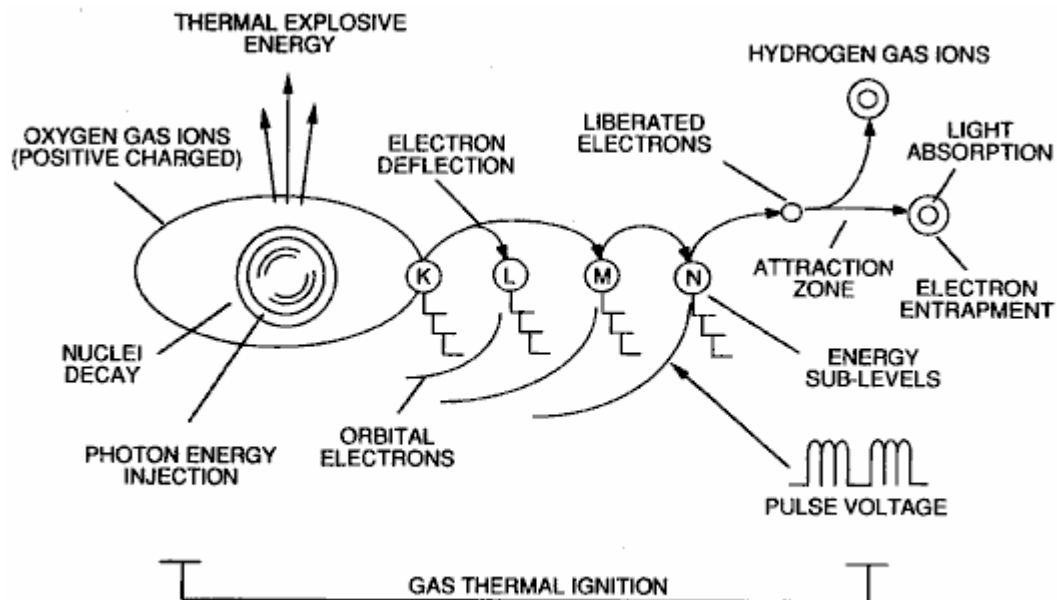 THERMAL EXPLOSIVE
ENERGY
HYDROGEN GAS IONS
OXYGEN GAS IONS
(POSITIVE CHARGED)
ELECTRON
DEFLECTION
LIBERATED
ELECTRONS
LIGHT
ABSORPTION
K
L
M
N
ATTRACTION
ZONE
ELECTRON
ENTRAPMENT
NUCLEI
DECAY
ENERGY
SUB-LEVELS
PHOTON ENERGY
INJECTION
ORBITAL
ELECTRONS
PULSE VOLTAGE
GAS THERMAL IGNITION